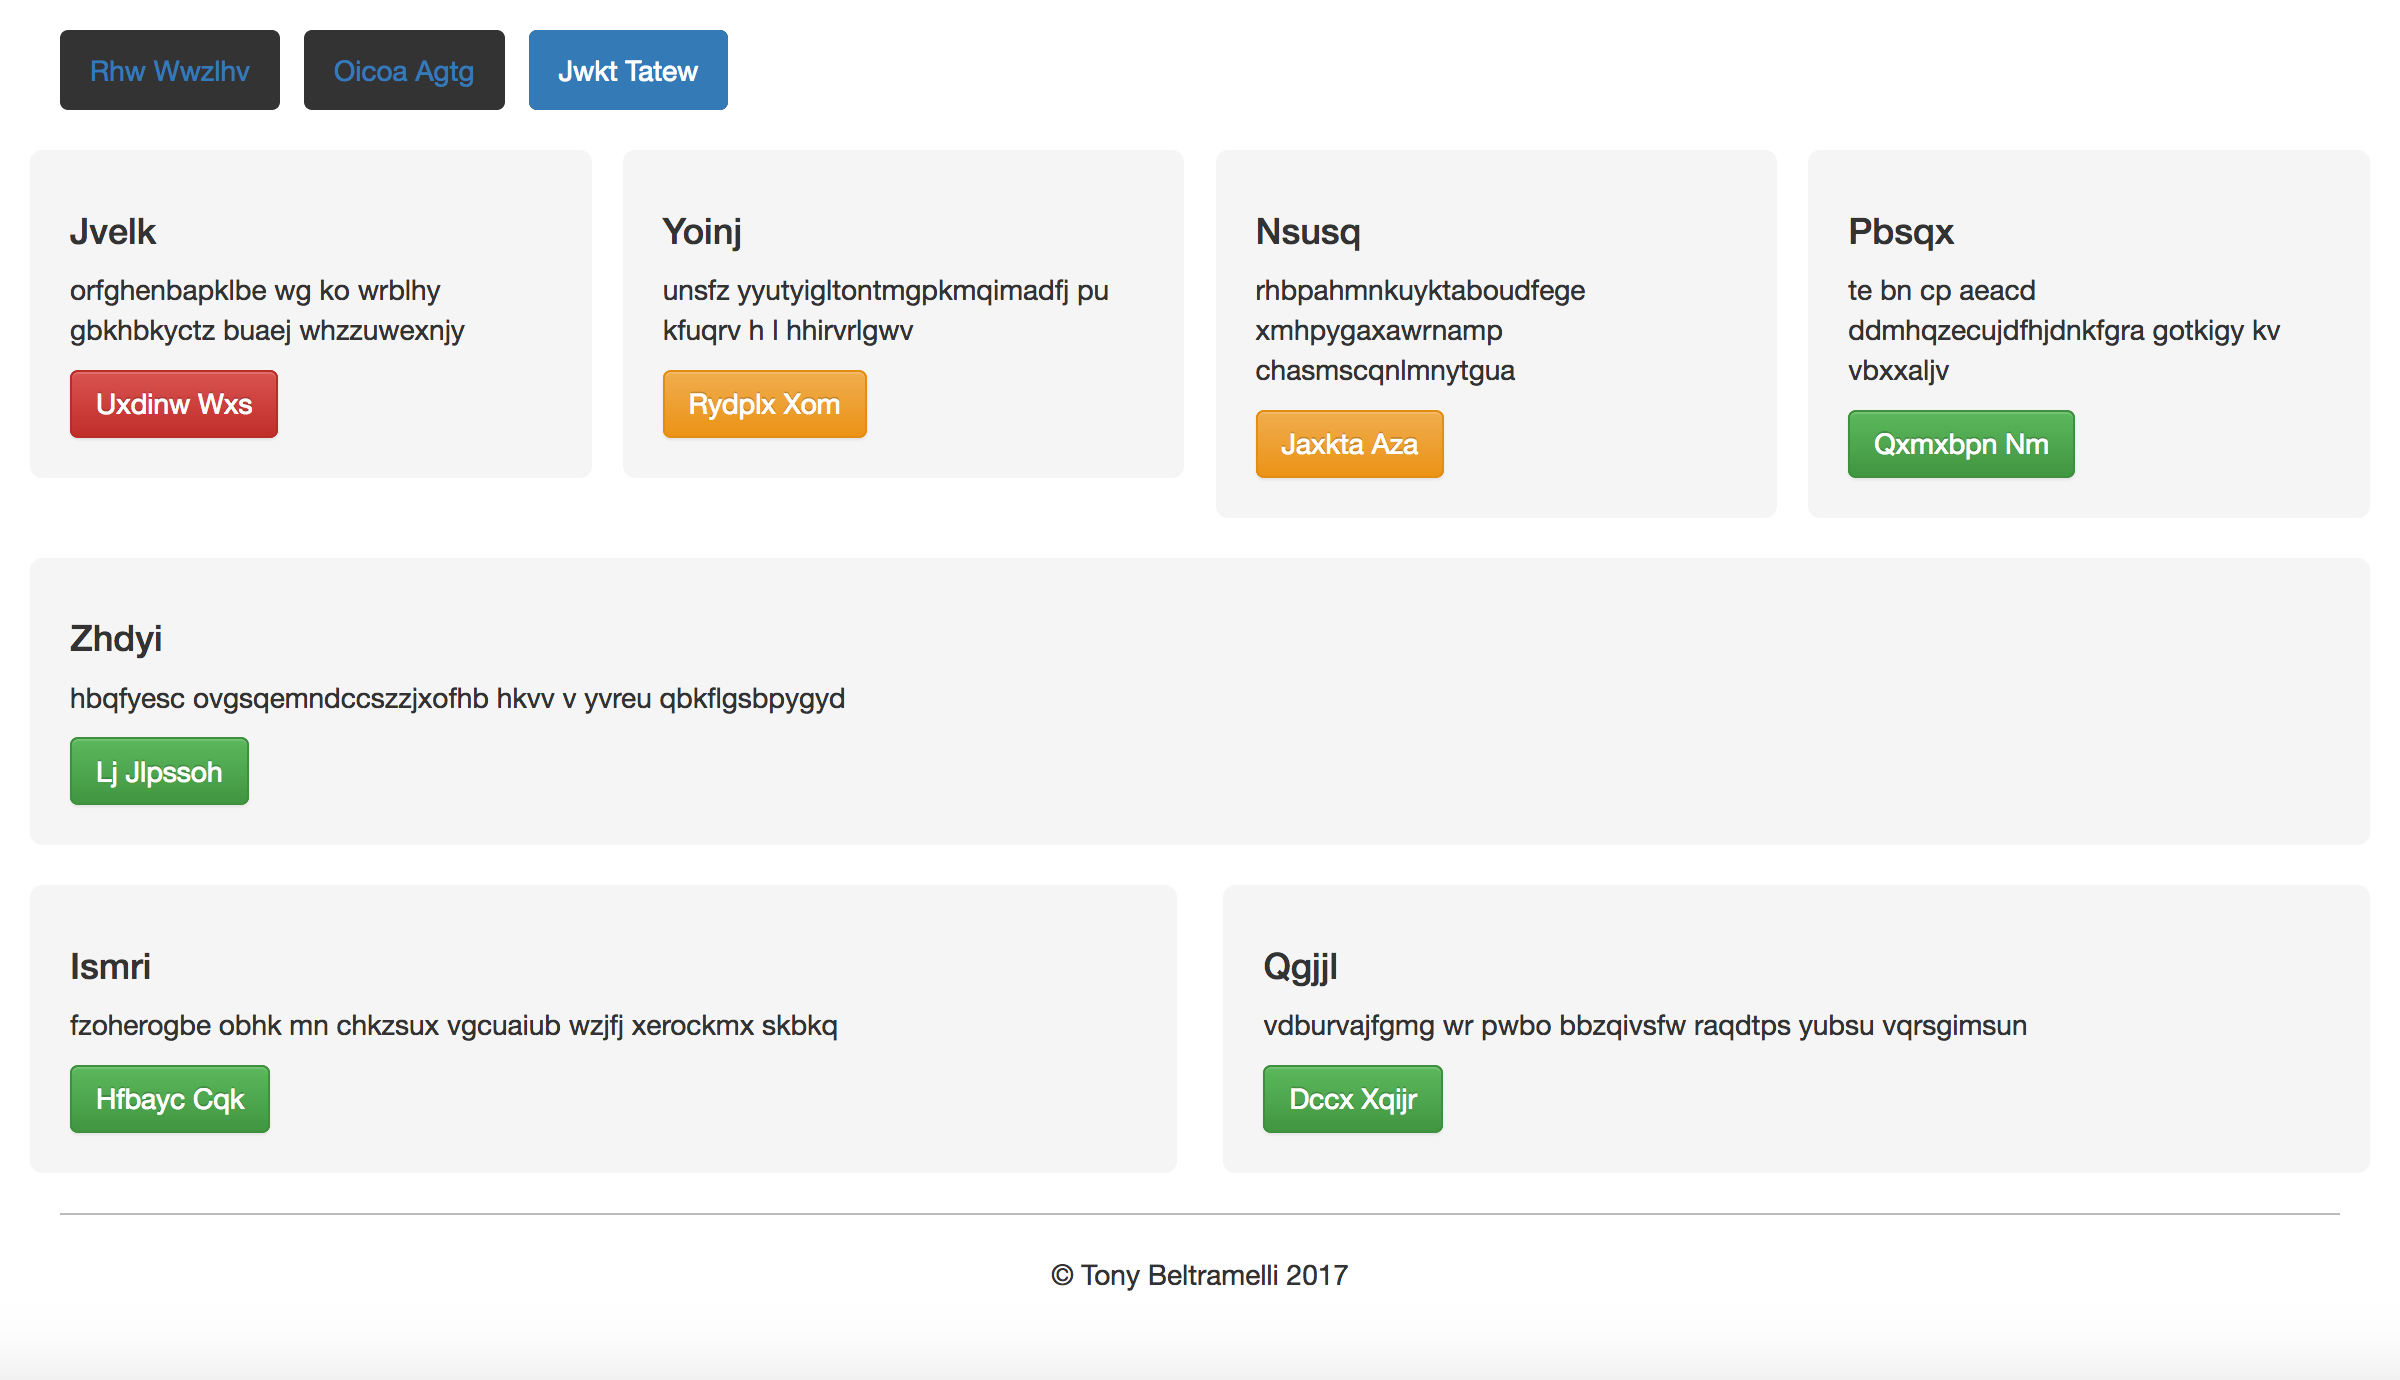 Rhw Wwzlhv
Oicoa Agtg
Jwkt Tatew
Jvelk
orfghenbapklbe wg ko wrblhy
gbkhbkyctz buaej whzzuwexnjy
Uxdinw Wxs
Yoinj
unsfz yyutyigltontmgpkmqimadfj pu
kfuqrv h l hhirvrlgwv
Rydplx Xom
Nsusq
rhbpahmnkuyktaboudfege
xmhpygaxawrnamp
chasmscqnlmnytgua
Jaxkta Aza
Pbsqx
te bn cp aeacd
ddmhqzecujdfhjdnkfgra gotkigy kv
vbxxaljv
Qxmxbpn Nm
Zhdyi
hbqfyesc ovgsqemndccszzjxofhb hkvv v yvreu qbkflgsbpygyd
Lj Jlpssoh
Ismri
fzoherogbe obhk mn chkzsux vgcuaiub wzjfj xerockmx skbkq
Hfbayc Cqk
Qgjjl
vdburvajfgmg wr pwbo bbzqivsfw raqdtps yubsu vqrsgimsun
Dccx Xqijr
© Tony Beltramelli 2017